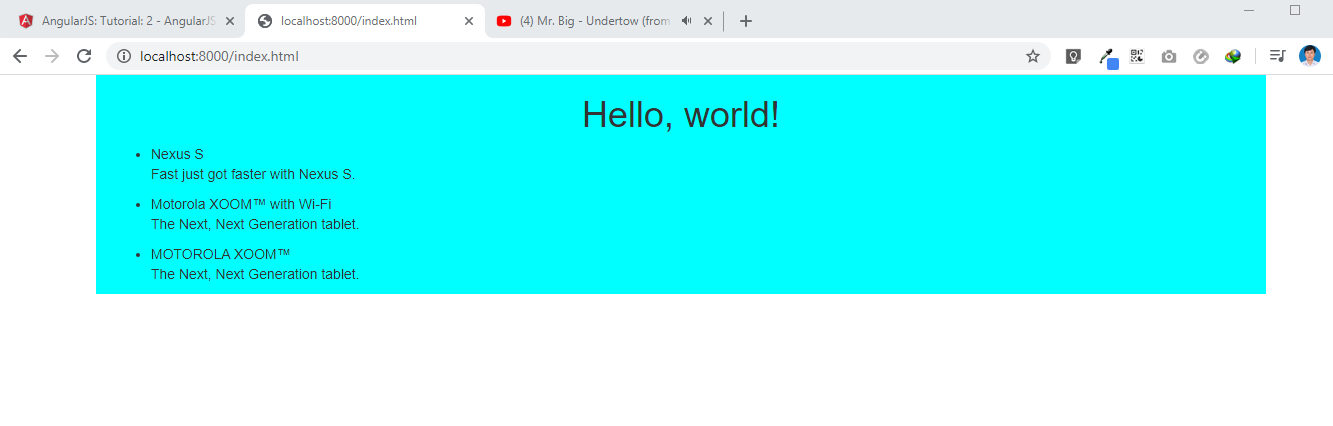 AngularJS: Tutorial: 2 - AngularJS
localhost:8000/index.html
(4) Mr. Big - Undertow (from
localhost:8000/index.html
Hello, world!
Nexus S
Fast just got faster with Nexus S.
Motorola XOOM™ with Wi-Fi
The Next, Next Generation tablet.
MOTOROLA XOOM™
The Next, Next Generation tablet.